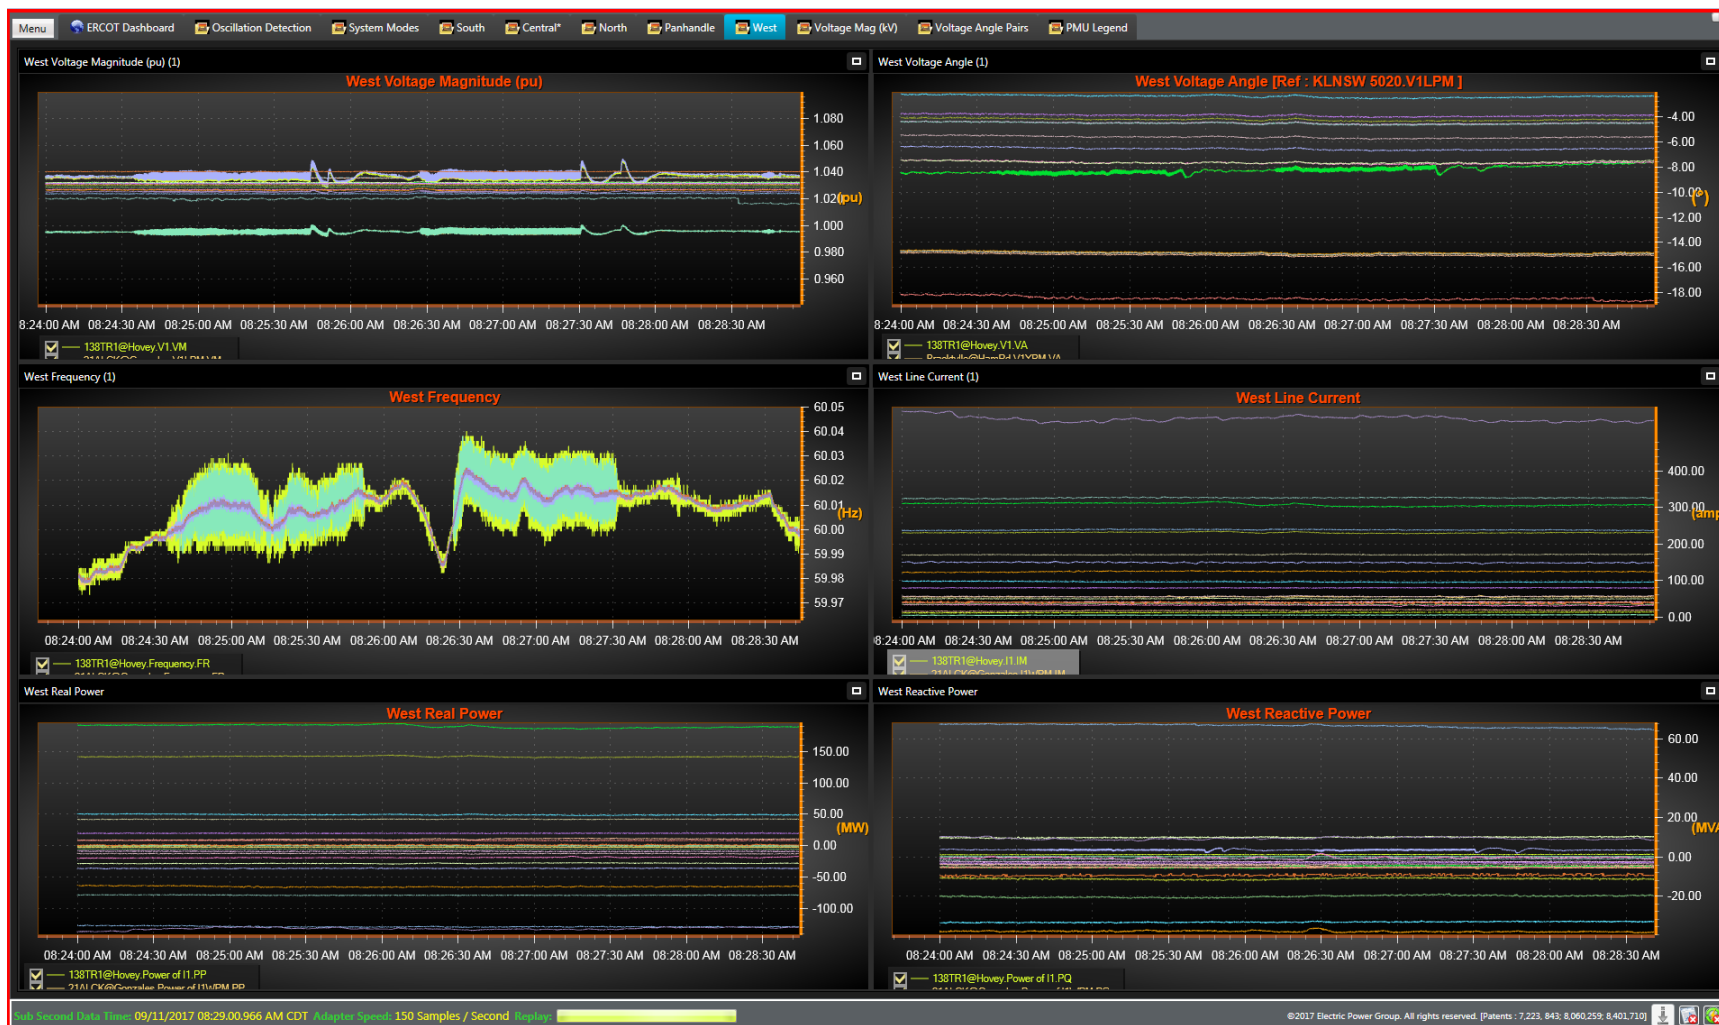 Menu ERCOT Dashboard Oscillation Detection System Modes South Central* North Panhandle West Voltage Mag (kV) Voltage Angle Pairs PMU Legend
West Voltage Magnitude (pu) (1)
West Voltage Magnitude (pu)
1.080
1.060
1.040
1.020
(pu)
1.000
0.980
0.960
8:24:00 AM 08:24:30 AM 08:25:00 AM 08:25:30 AM 08:26:00 AM 08:26:30 AM 08:27:00 AM 08:27:30 AM 08:28:00 AM 08:28:30 AM
138TR1@Hovey.V1.VM
West Voltage Angle (1)
West Voltage Angle [Ref : KLNSW 5020.V1LPM ]
-4.00
-6.00
-8.00
-10.00
(°)
-12.00
-14.00
-16.00
-18.00
8:24:00 AM 08:24:30 AM 08:25:00 AM 08:25:30 AM 08:26:00 AM 08:26:30 AM 08:27:00 AM 08:27:30 AM 08:28:00 AM 08:28:30 AM
138TR1@Hovey.V1.VA
West Frequency (1)
West Frequency
60.05
60.04
60.03
60.02
60.01
(Hz)
60.00
59.99
59.98
59.97
08:24:00 AM 08:24:30 AM 08:25:00 AM 08:25:30 AM 08:26:00 AM 08:26:30 AM 08:27:00 AM 08:27:30 AM 08:28:00 AM 08:28:30 AM
138TR1@Hovey.Frequency.FR
West Line Current (1)
West Line Current
400.00
300.00
(amp
200.00
100.00
0.00
8:24:00 AM 08:24:30 AM 08:25:00 AM 08:25:30 AM 08:26:00 AM 08:26:30 AM 08:27:00 AM 08:27:30 AM 08:28:00 AM 08:28:30 AM
138TR1@Hovey.I1.IM
West Real Power
West Real Power
150.00
100.00
50.00
(MW)
0.00
-50.00
-100.00
08:24:00 AM 08:24:30 AM 08:25:00 AM 08:25:30 AM 08:26:00 AM 08:26:30 AM 08:27:00 AM 08:27:30 AM 08:28:00 AM 08:28:30 AM
138TR1@Hovey.Power of I1.PP
21ALCK@Gonzales.Power of I1WPM.PP
West Reactive Power
West Reactive Power
60.00
40.00
20.00
(MVA
0.00
-20.00
08:24:00 AM 08:24:30 AM 08:25:00 AM 08:25:30 AM 08:26:00 AM 08:26:30 AM 08:27:00 AM 08:27:30 AM 08:28:00 AM 08:28:30 AM
138TR1@Hovey.Power of I1.PQ
Sub Second Data Time: 09/11/2017 08:29.00.966 AM CDT Adapter Speed: 150 Samples / Second Replay:
©2017 Electric Power Group. All rights reserved. [Patents : 7,223, 843; 8,060,259; 8,401,710]